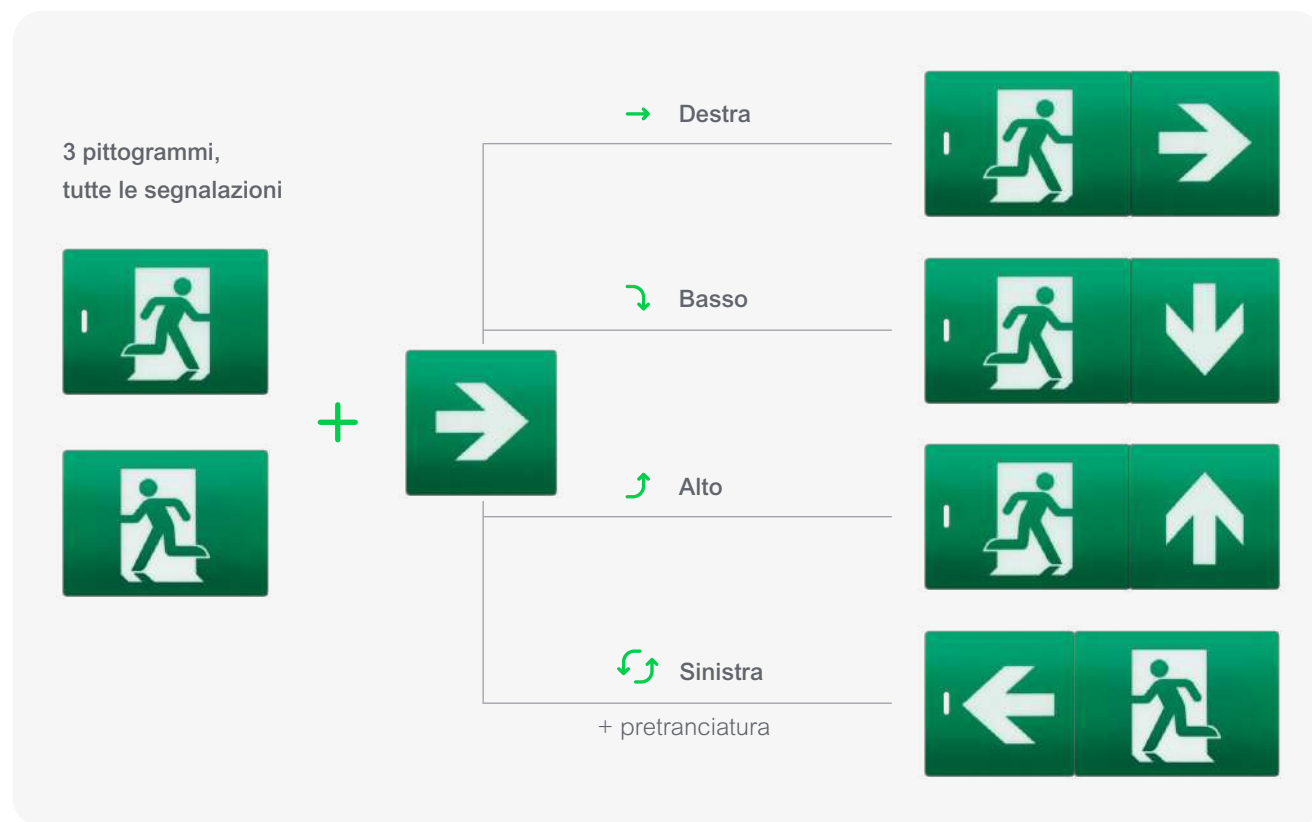 3 pittogrammi,
tutte le segnalazioni
Destra
Basso
Alto
Sinistra
+ pretranciatura